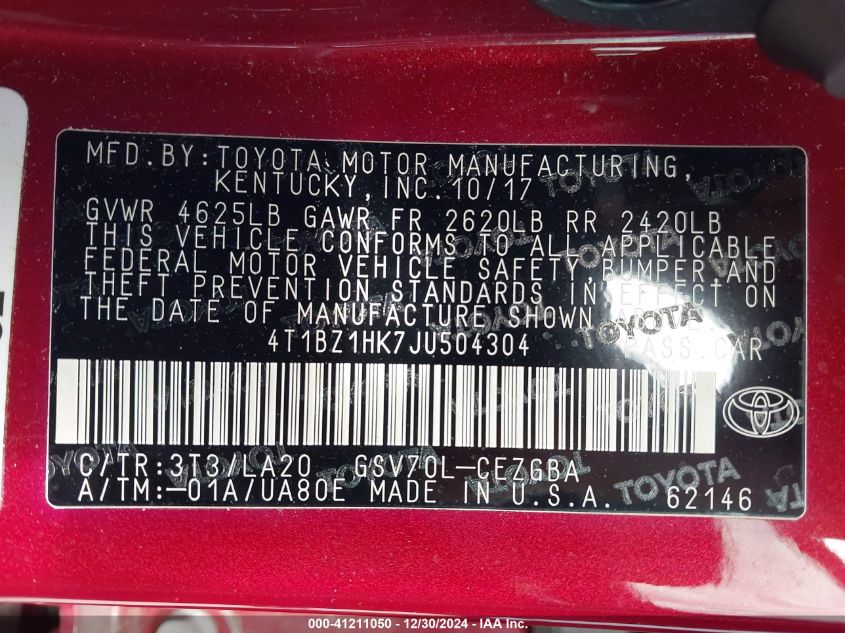 MFD.BY:TOYOTA MOTOR MANUFACTURING,
KENTUCKY, INC. 10/17
GVWR 4625LB GAWR FR 2620LB RR 2420LB
THIS VEHICLE CONFORMS TO ALL APPLICABLE
FEDERAL MOTOR VEHICLE SAFETY, BUMPER, AND
THEFT PREVENTION STANDARDS IN EFFECT ON
THE DATE OF MANUFACTURE SHOWN ABOVE.
4T1BZ1HK7JU504304 PASS.CAR
C/TR:3T3/LA20 GSV70L-CEZGBA
A/TM:-01A/UA80E MADE IN U.S.A. 62146
TOYOTA
000-41211050 - 12/30/2024 - IAA Inc.